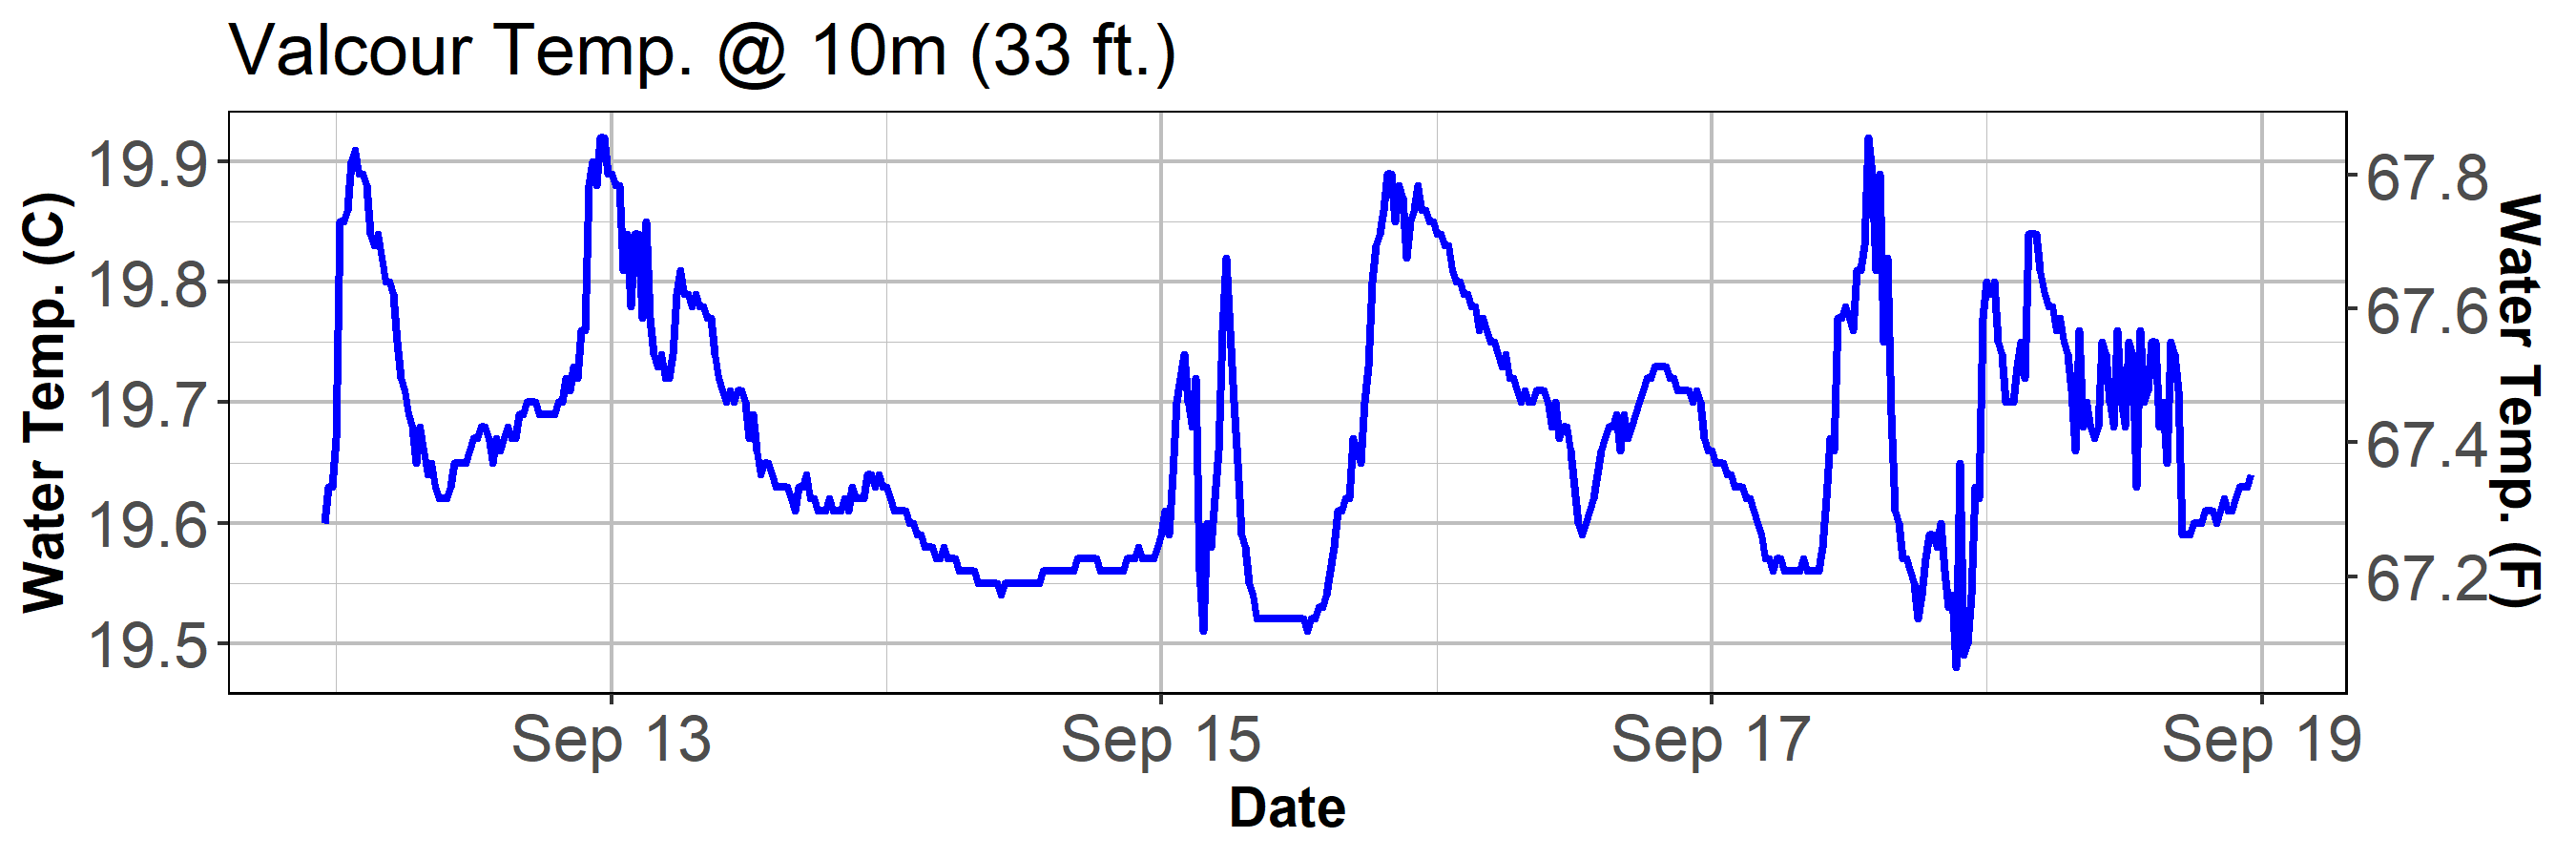 Valcour Temp. @ 10m (33 ft.)
Water Temp. (C)
19.9
19.8
19.7
19.6
19.5
67.8
67.6
67.4
67.2
Water Temp. (F)
Sep 13 Sep 15 Sep 17 Sep 19
Date